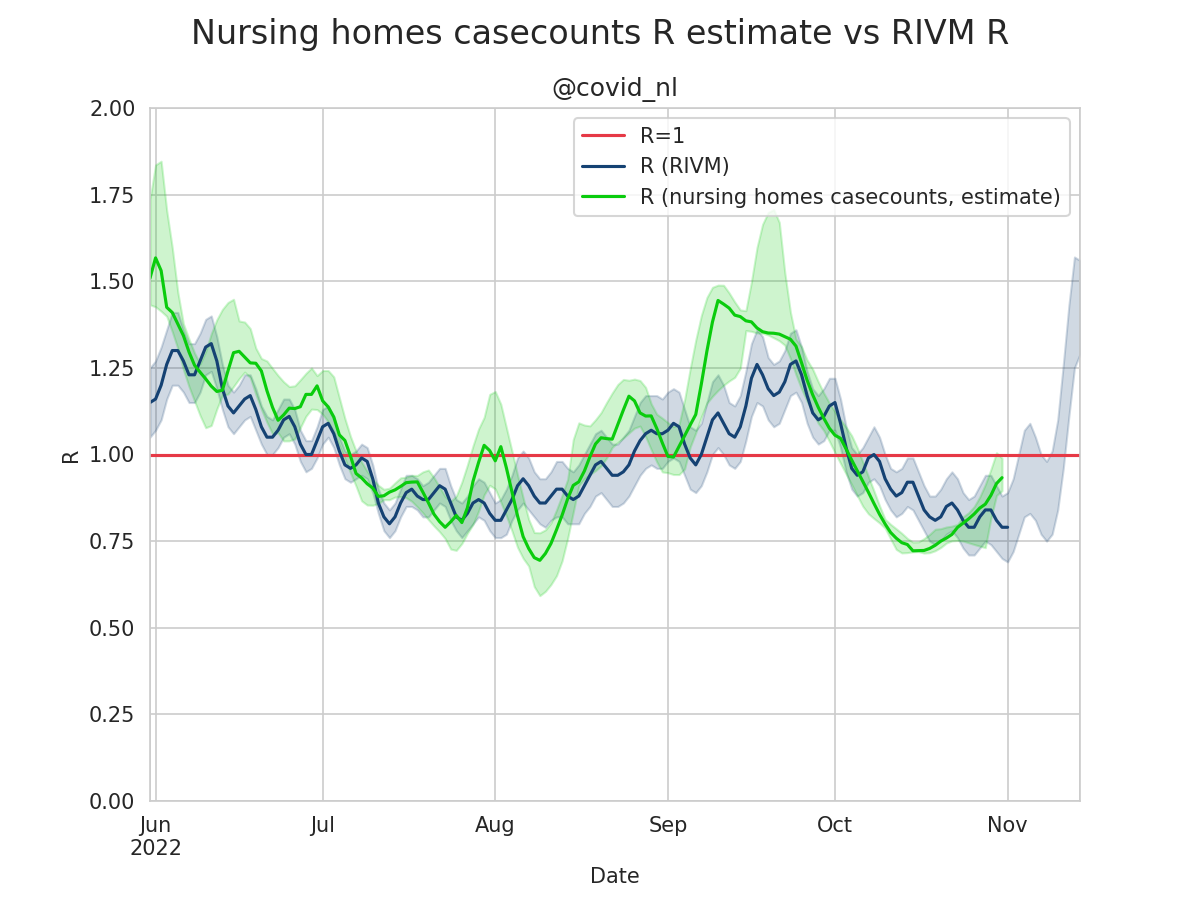 Nursing homes casecounts R estimate vs RIVM R
@covid_nl
R=1
R (RIVM)
R (nursing homes casecounts, estimate)
2.00
1.75
1.50
1.25
1.00
0.75
0.50
0.25
0.00
R
Jun
2022
Jul
Aug
Sep
Oct
Nov
Date